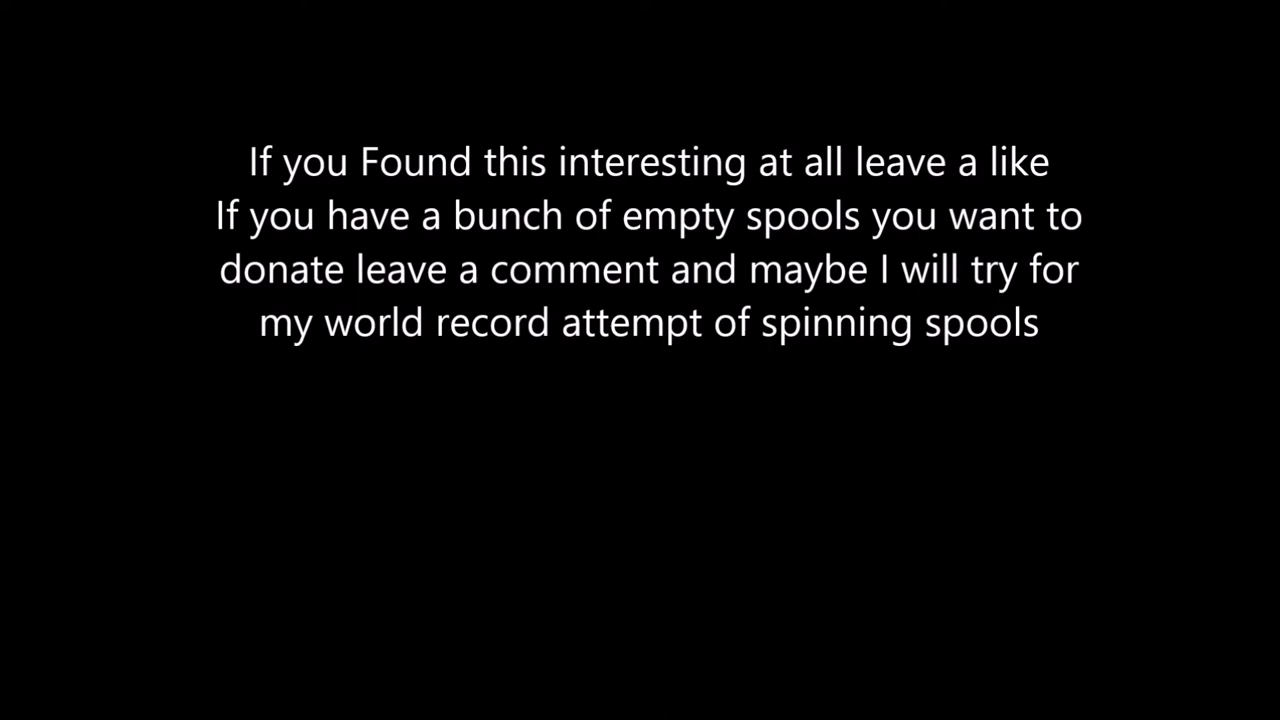 If you Found this interesting at all leave a like
If you have a bunch of empty spools you want to
donate leave a comment and maybe I will try for
my world record attempt of spinning spools